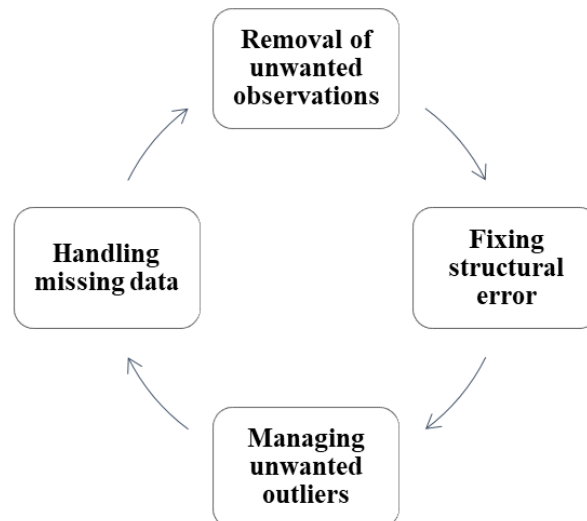 Removal of
unwanted
observations
Fixing
structural
error
Managing
unwanted
outliers
Handling
missing data